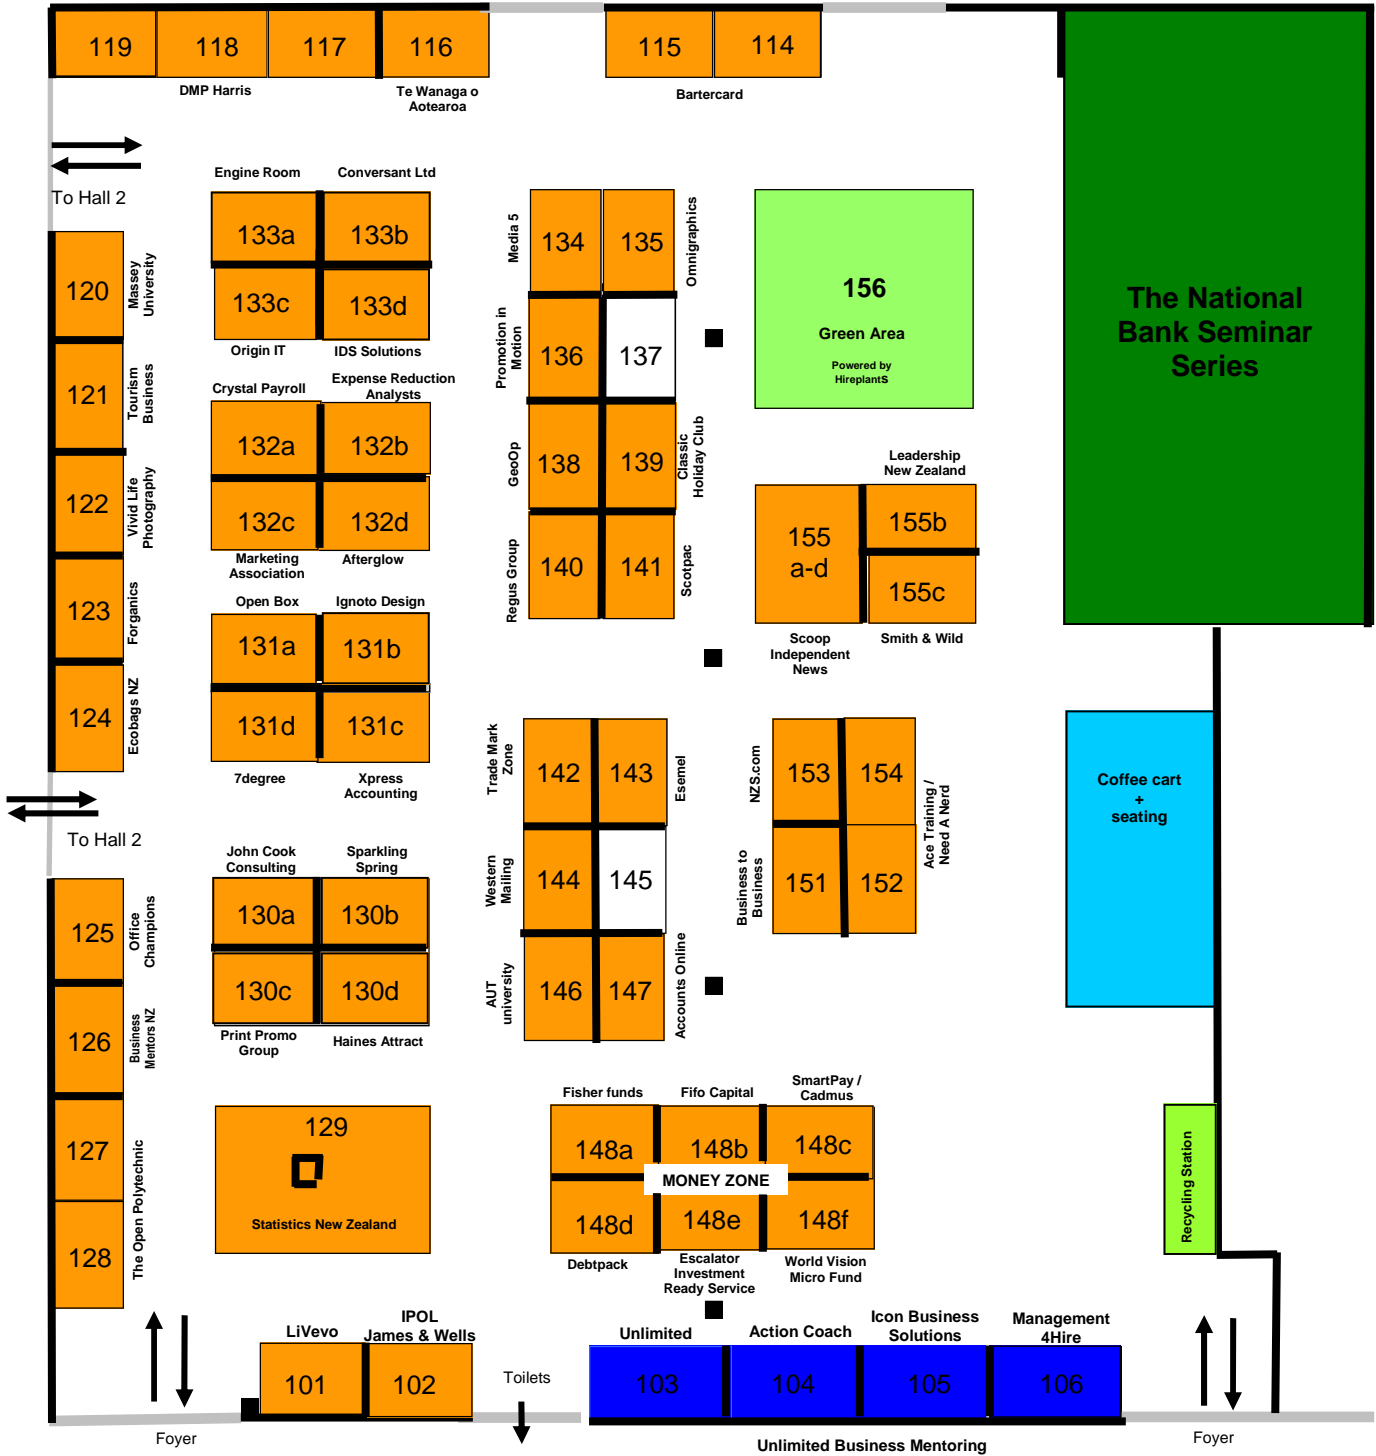 119
118
117
116
115
114
DMP Harris
Te Wanaga o
Aotearoa
Bartercard
To Hall 2
Engine Room
Conversant Ltd
133a
133b
133c
133d
Origin IT
IDS Solutions
Media 5
134
135
Omnigraphics
Promotion in
Motion
136
137
GeoOp
138
139
Classic
Holiday Club
Regus Group
140
141
Scotpac
156
Green Area
Powered by
Hireplants
The National
Bank Seminar
Series
120
Massey
University
121
Tourism
Business
122
Vivid Life
Photography
123
Forganics
124
Ecobags NZ
Crystal Payroll
Expense Reduction
Analysts
132a
132b
132c
132d
Marketing
Association
Afterglow
Open Box
Ignoto Design
131a
131b
131d
131c
7degree
Xpress
Accounting
Leadership
New Zealand
155
a-d
155b
155c
Scoop
Independent
News
Smith & Wild
To Hall 2
Trade Mark
Zone
142
143
Esemel
Western
Mailing
144
145
AUT
university
146
147
Accounts Online
NZS.com
153
154
Business to
Business
151
152
Ace Training /
Need A Nerd
Coffee cart
+
seating
John Cook
Consulting
Sparkling
Spring
130a
130b
130c
130d
Print Promo
Group
Haines Attract
125
Office
Champions
126
Business
Mentors NZ
127
128
The Open Polytechnic
129
Statistics New Zealand
Fisher funds
Fifo Capital
SmartPay /
Cadmus
148a
148b
148c
MONEY ZONE
148d
148e
148f
Debtpack
Escalator
Investment
Ready Service
World Vision
Micro Fund
Recycling Station
LiVevo
IPOL
James & Wells
101
102
Toilets
Unlimited
Action Coach
Icon Business
Solutions
Management
4Hire
103
104
105
106
Foyer
Unlimited Business Mentoring
Foyer